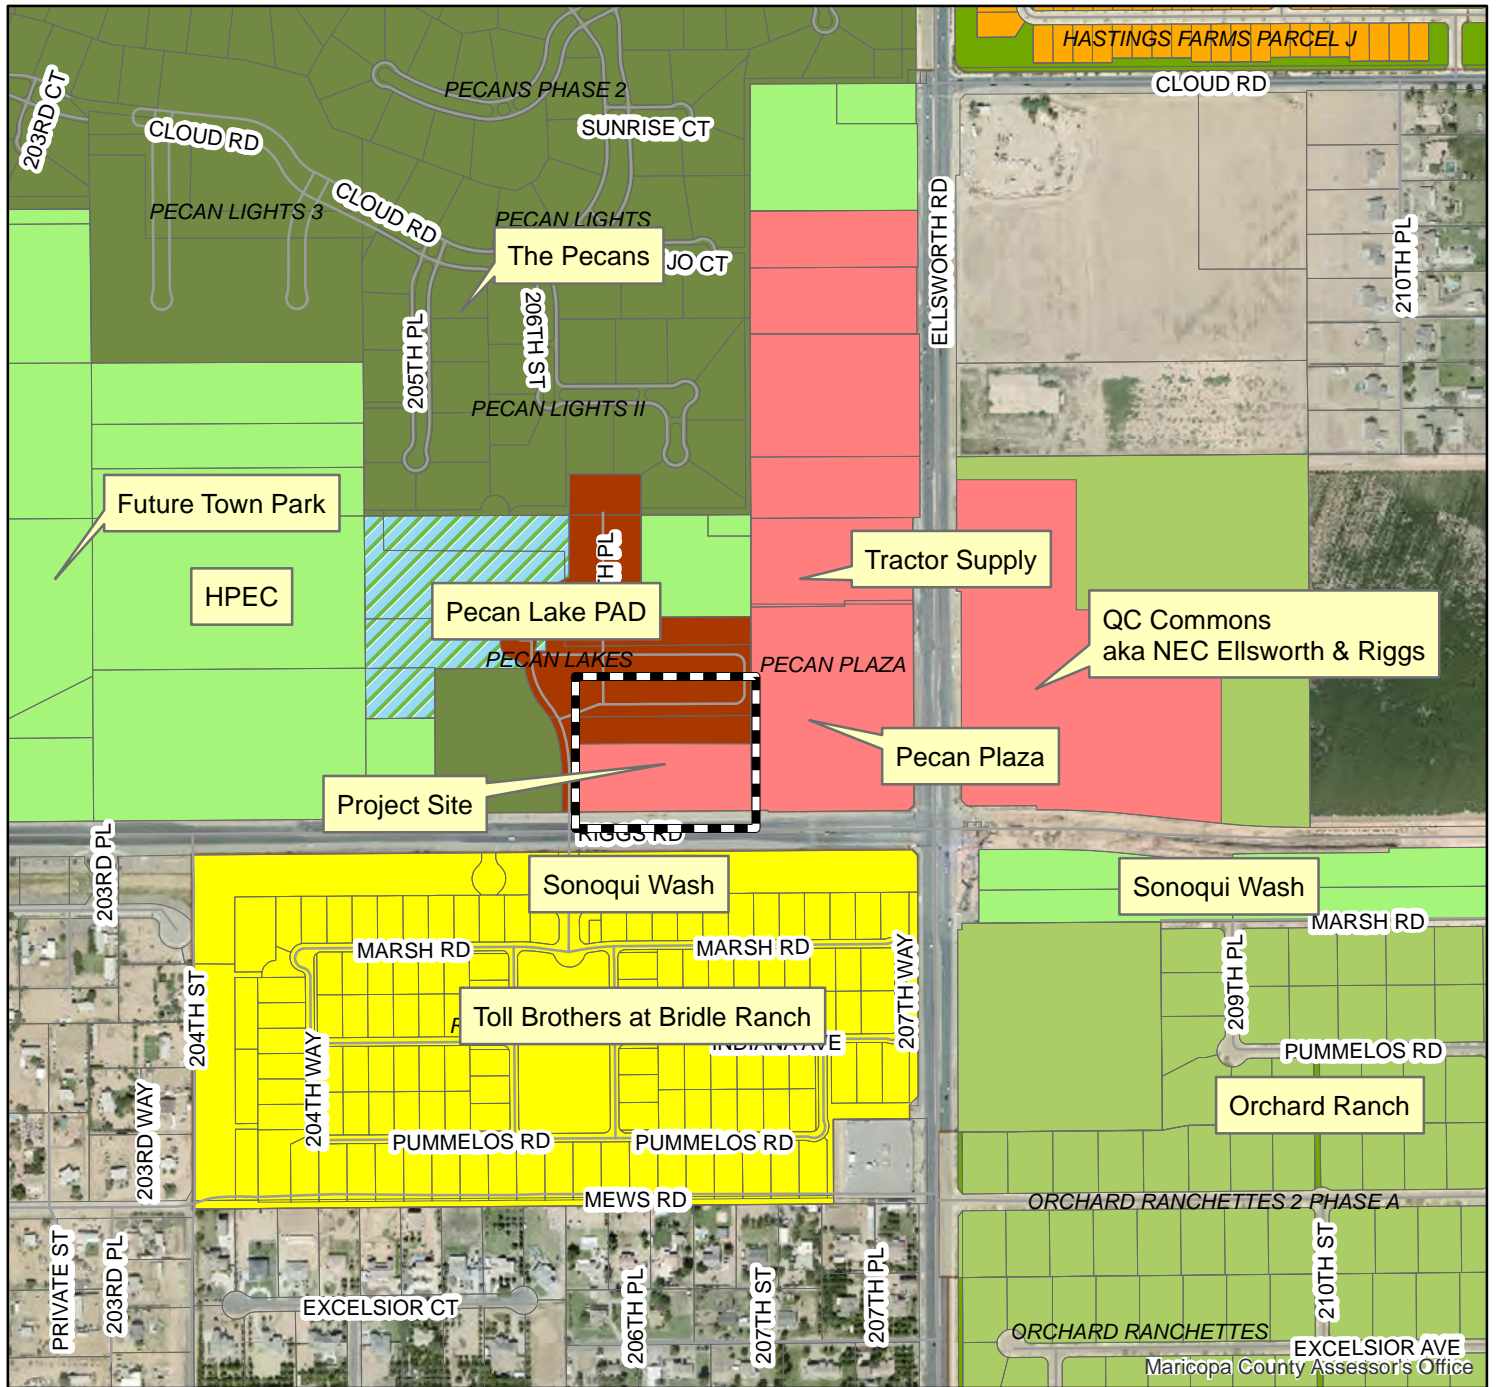 HASTINGS FARMS PARCEL J
CLOUD RD
PECANS PHASE 2
SUNRISE CT
203RD CT
CLOUD RD
PECAN LIGHTS 3
CLOUD RD
PECAN LIGHTS
JO CT
The Pecans
ELLSWORTH RD
210TH PL
205TH PL
206TH ST
PECAN LIGHTS II
Future Town Park
HPEC
TH PL
Pecan Lake PAD
PECAN LAKES
Tractor Supply
PECAN PLAZA
QC Commons
aka NEC Ellsworth & Riggs
Pecan Plaza
Project Site
RIGGS RD
203RD PL
Sonoqui Wash
Sonoqui Wash
MARSH RD
MARSH RD
MARSH RD
204TH ST
207TH WAY
209TH PL
Toll Brothers at Bridle Ranch
INDIANA AVE
204TH WAY
PUMMELOS RD
Orchard Ranch
203RD WAY
PUMMELOS RD
PUMMELOS RD
MEWS RD
ORCHARD RANCHETTES 2 PHASE A
PRIVATE ST
203RD PL
EXCELSIOR CT
206TH PL
207TH ST
207TH PL
210TH ST
ORCHARD RANCHETTES
EXCELSIOR AVE
Maricopa County Assessor's Office